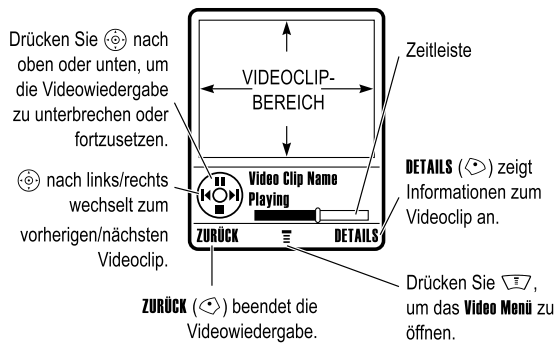 Drücken Sie nach
oben oder unten, um
die Videowiedergabe
zu unterbrechen oder
fortzusetzen.
nach links/rechts
wechselt zum
vorherigen/nächsten
Videoclip.
VIDEOCLIP-
BEREICH
Video Clip Name
Playing
ZURÜCK
DETAILS
Zeitleiste
DETAILS ( ) zeigt
Informationen zum
Videoclip an.
ZURÜCK ( ) beendet die
Videowiedergabe.
Drücken Sie ,
um das Video Menü zu
öffnen.